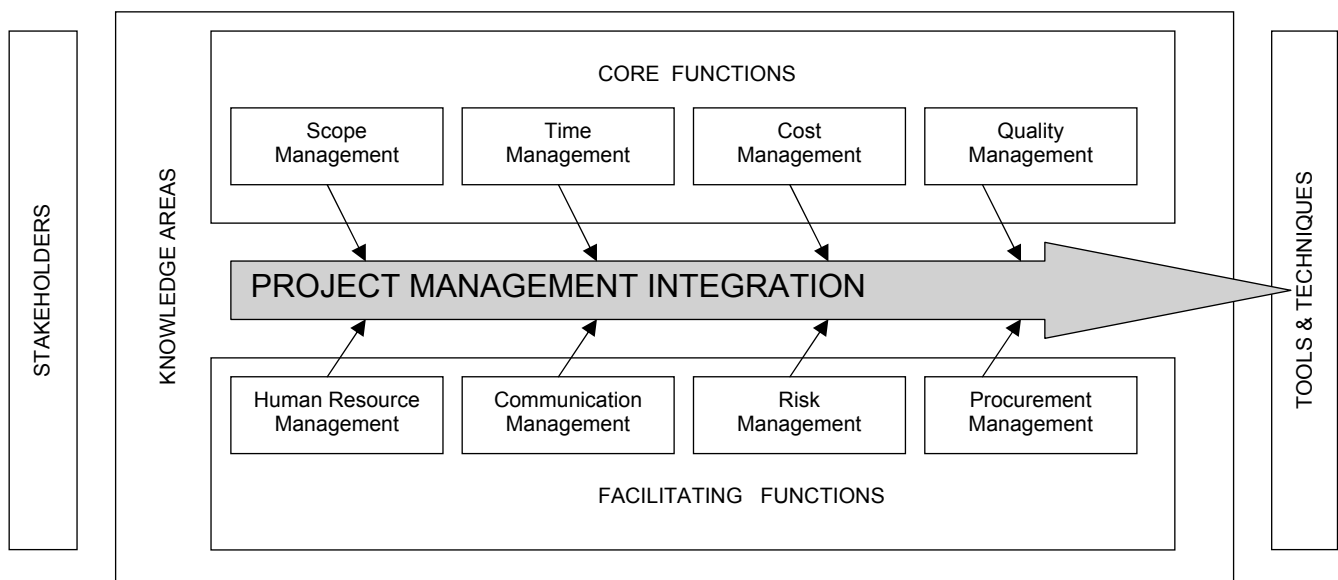 STAKEHOLDERS
KNOWLEDGE AREAS
CORE FUNCTIONS
Scope
Management
Time
Management
Cost
Management
Quality
Management
PROJECT MANAGEMENT INTEGRATION
Human Resource
Management
Communication
Management
Risk
Management
Procurement
Management
FACILITATING FUNCTIONS
TOOLS & TECHNIQUES